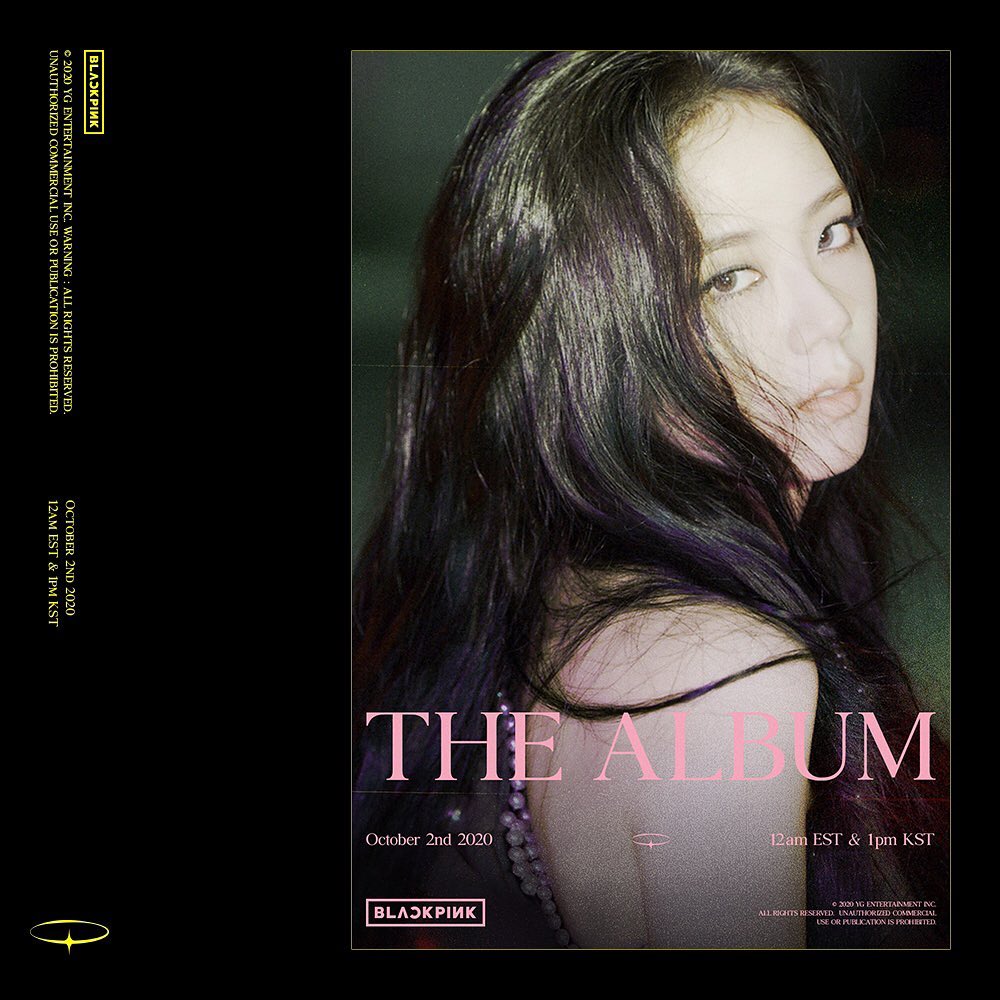 BLACKPINK
© 2020 YG ENTERTAINMENT INC. WARNING : ALL RIGHTS RESERVED.
UNAUTHORIZED COMMERCIAL USE OR PUBLICATION IS PROHIBITED.
OCTOBER 2ND 2020
12AM EST & 1PM KST
THE ALBUM
October 2nd 2020
12am EST & 1pm KST
BLACKPINK
© 2020 YG ENTERTAINMENT INC.
ALL RIGHTS RESERVED. UNAUTHORIZED COMMERCIAL
USE OR PUBLICATION IS PROHIBITED.